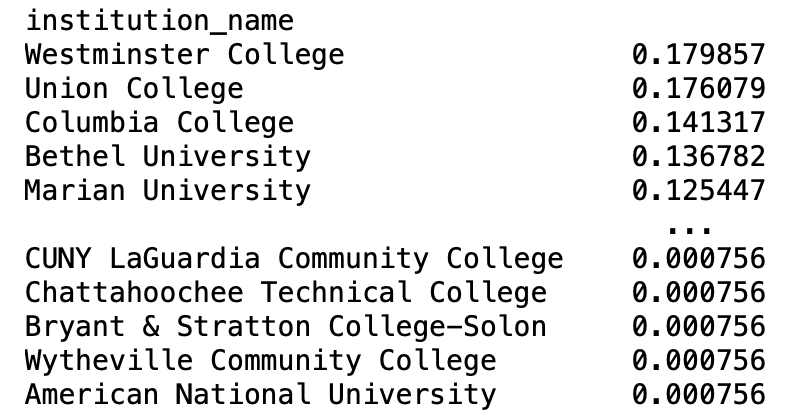 institution_name
Westminster College 0.179857
Union College 0.176079
Columbia College 0.141317
Bethel University 0.136782
Marian University 0.125447
...
CUNY LaGuardia Community College 0.000756
Chattahoochee Technical College 0.000756
Bryant & Stratton College-Solon 0.000756
Wytheville Community College 0.000756
American National University 0.000756